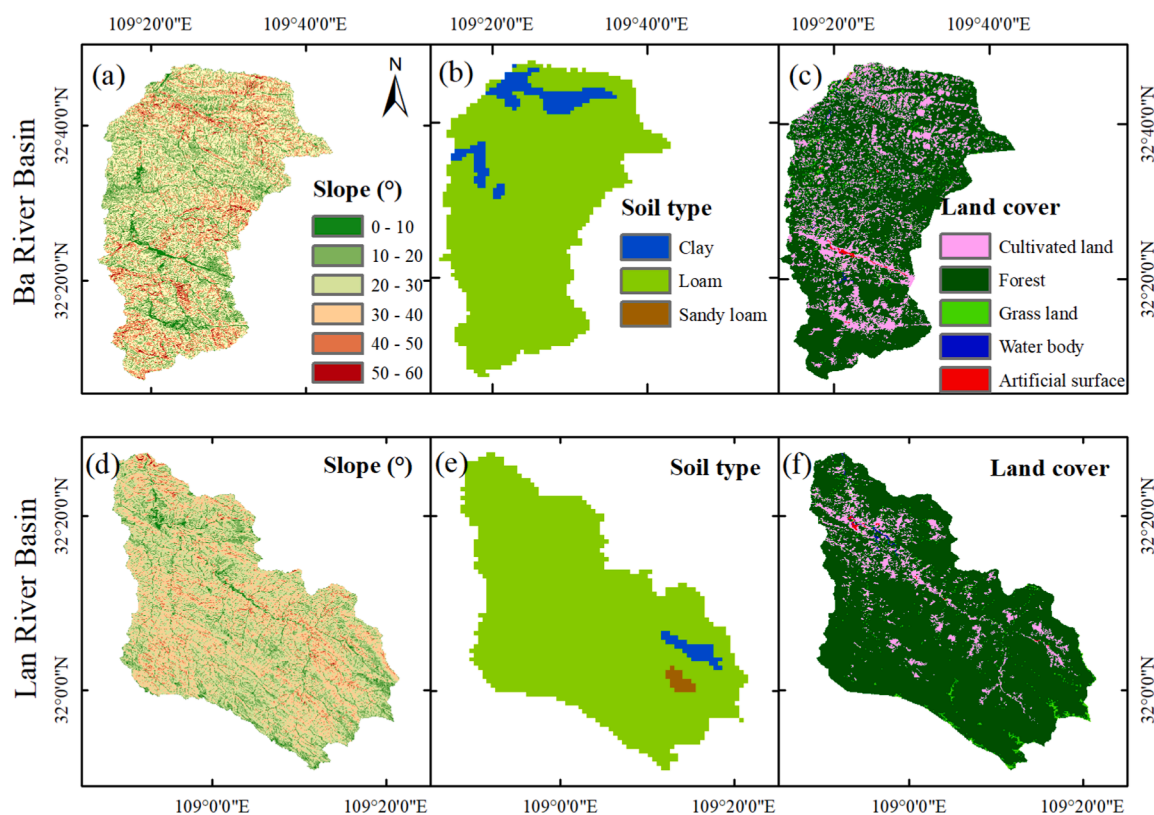 109°20'0"E 109°40'0"E 109°20'0"E 109°40'0"E 109°20'0"E 109°40'0"E
Ba River Basin
32°40'0"N
32°20'0"N
(a)
N
Slope (°)
0 - 10
10 - 20
20 - 30
30 - 40
40 - 50
50 - 60
(b)
Soil type
Clay
Loam
Sandy loam
(c)
Land cover
Cultivated land
Forest
Grass land
Water body
Artificial surface
32°40'0"N
32°20'0"N
Lan River Basin
32°20'0"N
32°0'0"N
(d)
Slope (°)
(e)
Soil type
(f)
Land cover
32°20'0"N
32°0'0"N
109°0'0"E 109°20'0"E 109°0'0"E 109°20'0"E 109°0'0"E 109°20'0"E